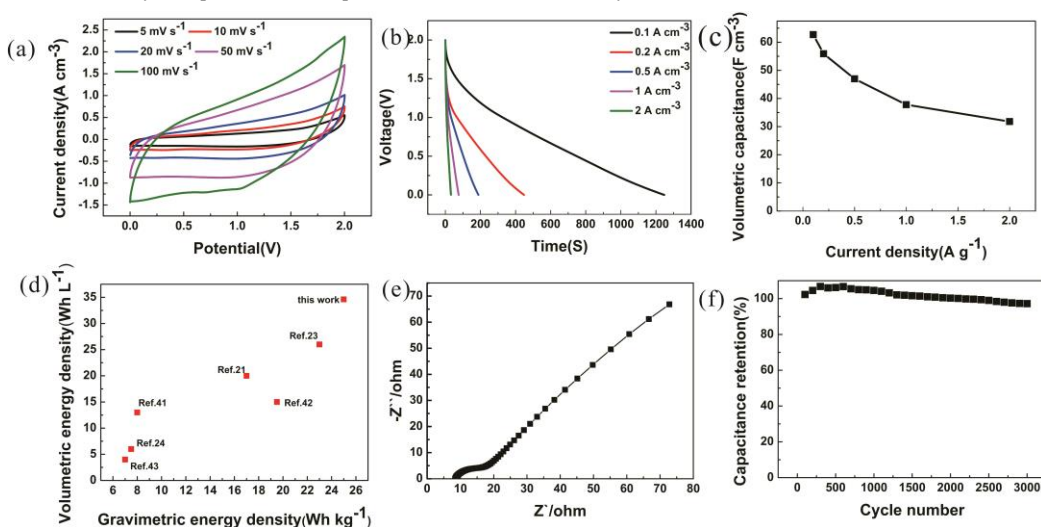 (a)
5 mV s-1
10 mV s-1
20 mV s-1
50 mV s-1
100 mV s-1
Current density(A cm-3)
2.5
2.0
1.5
1.0
0.5
0.0
-0.5
-1.0
-1.5
0.0 0.5 1.0 1.5 2.0
Potential(V)
(b)
0.1 A cm-3
0.2 A cm-3
0.5 A cm-3
1 A cm-3
2 A cm-3
Voltage(V)
2.0
1.5
1.0
0.5
0.0
0 200 400 600 800 1000 1200 1400
Time(S)
(c)
Volumetric capacitance(F cm-3)
60
50
40
30
20
10
0
0.0 0.5 1.0 2.0
Current density(A g-1)
(d)
Volumetric energy density(Wh L-1)
35
30
25
20
15
10
5
0
this work
Ref.23
Ref.21
Ref.42
Ref.41
Ref.24
Ref.43
6 8 10 12 14 16 18 20 22 24 26
Gravimetric energy density(Wh kg-1)
(e)
-Z``/ohm
70
60
50
40
30
20
10
0
0 10 20 30 40 50 60 70 80
Z`/ohm
(f)
Capacitance retention(%)
100
80
60
40
20
0
0 500 1000 1500 2000 2500 3000
Cycle number